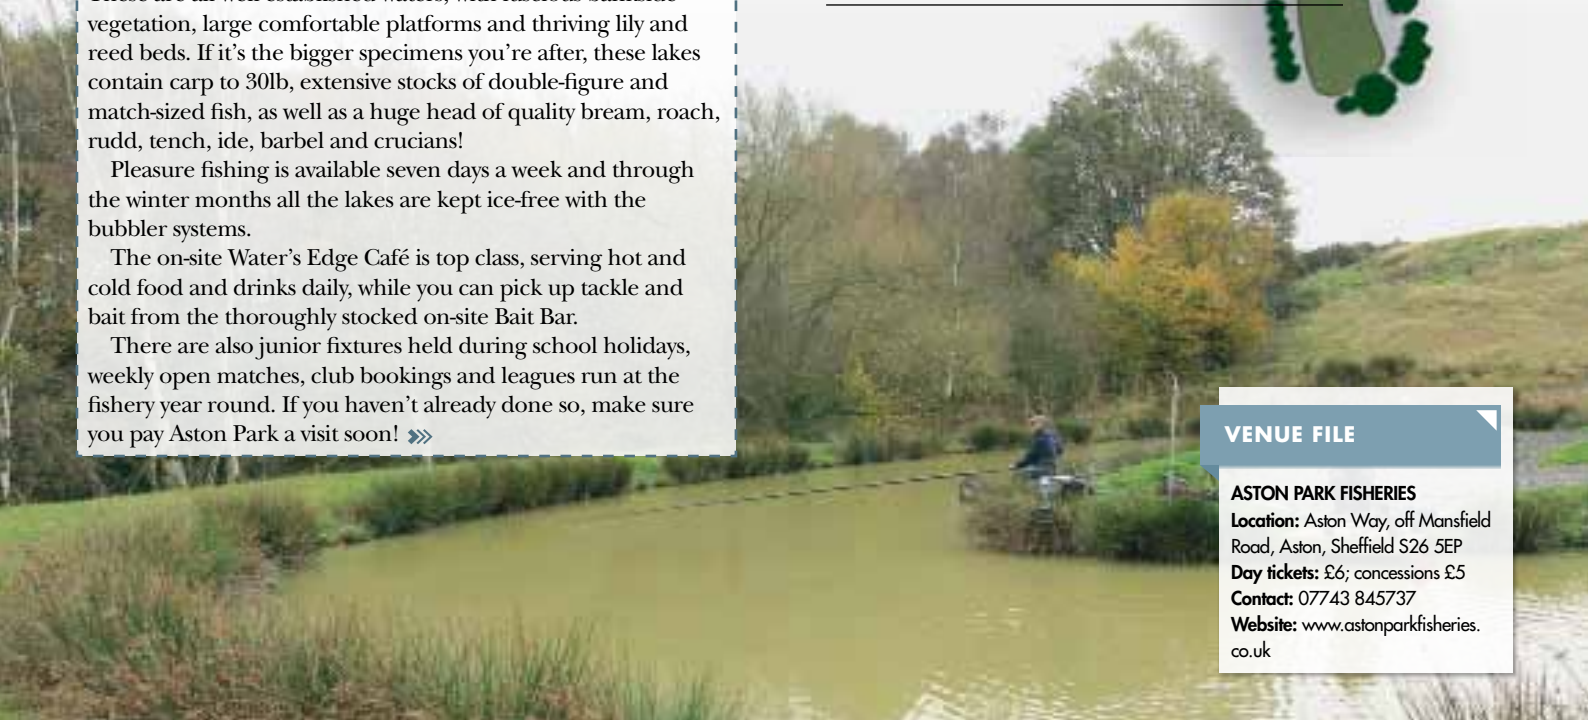 vegetation, large comfortable platforms and thriving lily and
reed beds. If it’s the bigger specimens you’re after, these lakes
contain carp to 30lb, extensive stocks of double-figure and
match-sized fish, as well as a huge head of quality bream, roach,
rudd, tench, ide, barbel and crucians!
Pleasure fishing is available seven days a week and through
the winter months all the lakes are kept ice-free with the
bubbler systems.
The on-site Water’s Edge Café is top class, serving hot and
cold food and drinks daily, while you can pick up tackle and
bait from the thoroughly stocked on-site Bait Bar.
There are also junior fixtures held during school holidays,
weekly open matches, club bookings and leagues run at the
fishery year round. If you haven’t already done so, make sure
you pay Aston Park a visit soon!
VENUE FILE
ASTON PARK FISHERIES
Location: Aston Way, off Mansfield
Road, Aston, Sheffield S26 5EP
Day tickets: £6; concessions £5
Contact: 07743 845737
Website: www.astonparkfisheries.
co.uk